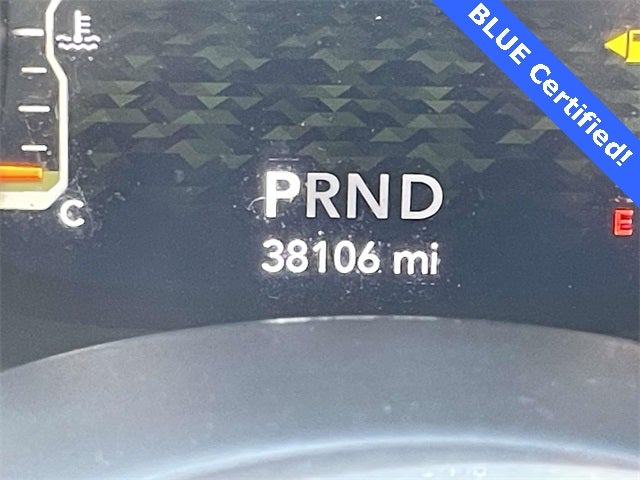 BLUE Certified!
PRND
38106 mi
C
E